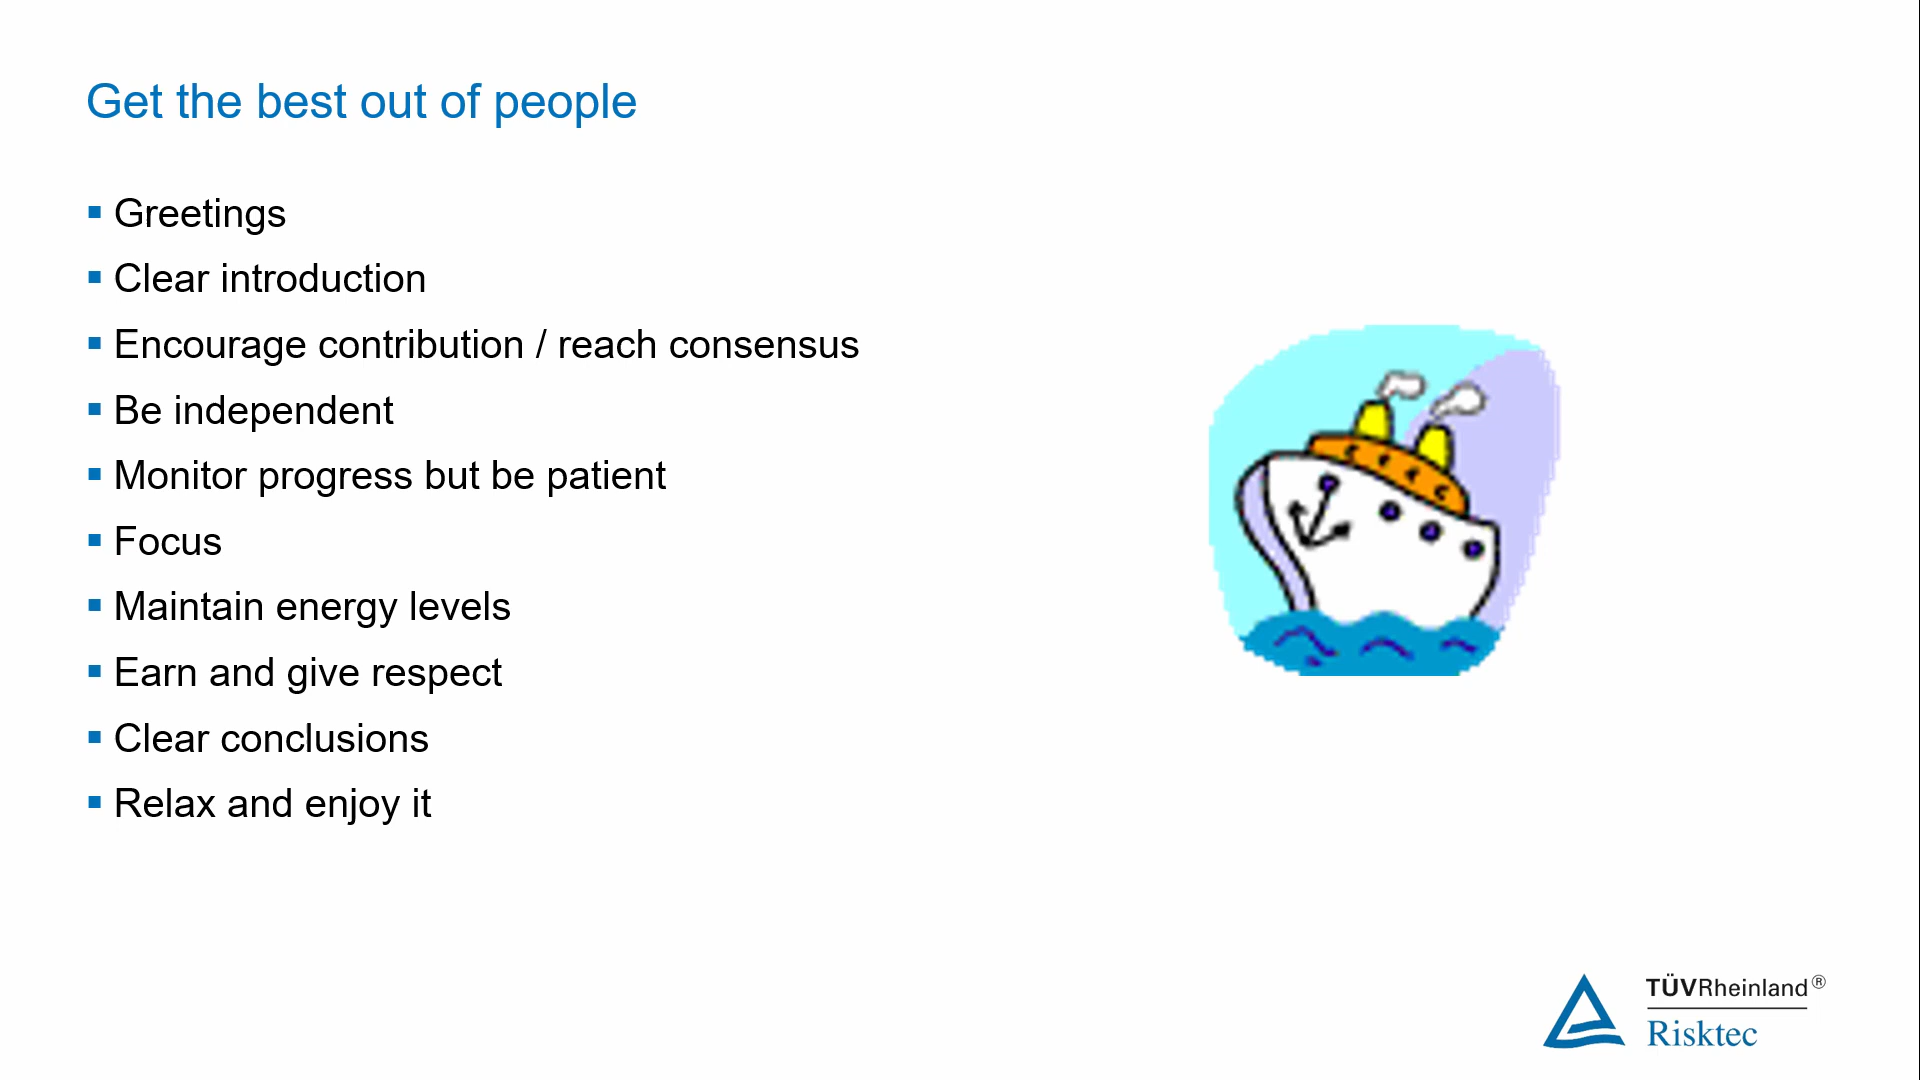 Get the best out of people
Greetings
Clear introduction
Encourage contribution / reach consensus
Be independent
Monitor progress but be patient
Focus
Maintain energy levels
Earn and give respect
Clear conclusions
Relax and enjoy it
TÜVRheinland®
Risktec